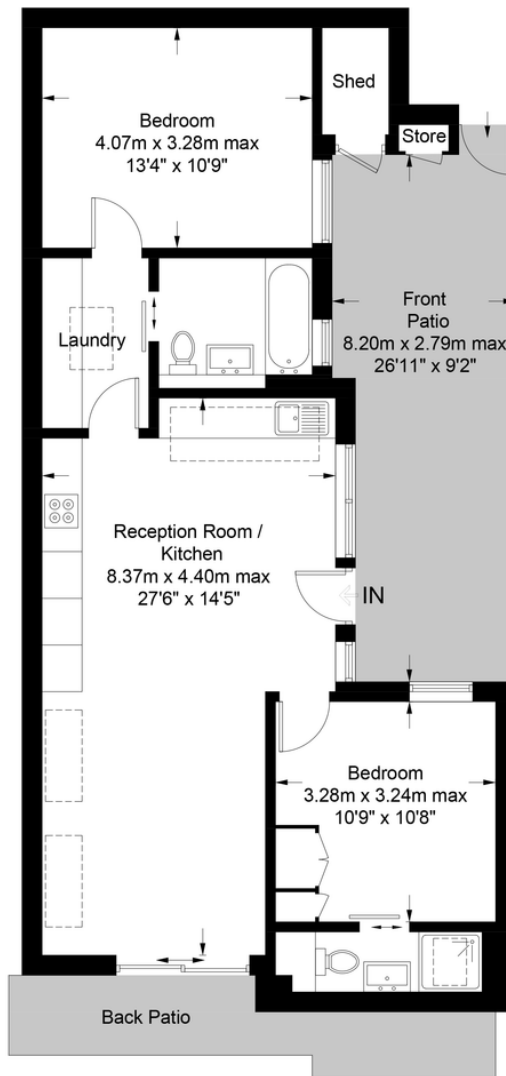 Shed
Bedroom
4.07m x 3.28m max
13'4" x 10'9"
Store
Front
Patio
8.20m x 2.79m max
26'11" x 9'2"
Laundry
Reception Room /
Kitchen
8.37m x 4.40m max
27'6" x 14'5"
IN
Bedroom
3.28m x 3.24m max
10'9" x 10'8"
Back Patio